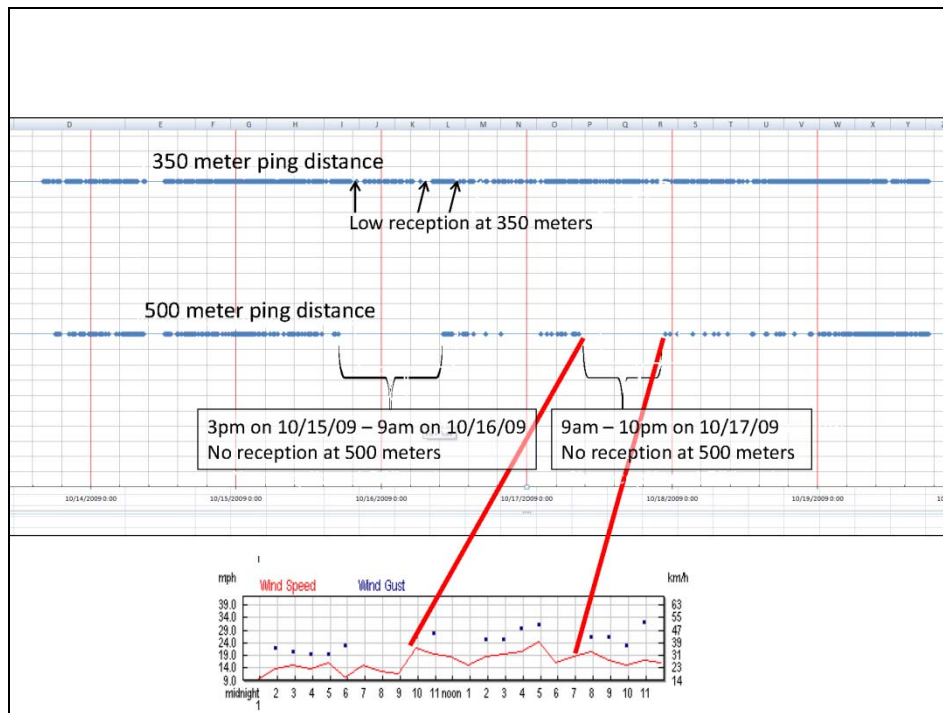 D E F G H I J K L M N O P Q R S T U V W X Y
350 meter ping distance
Low reception at 350 meters
500 meter ping distance
3pm on 10/15/09 – 9am on 10/16/09
No reception at 500 meters
9am – 10pm on 10/17/09
No reception at 500 meters
10/14/2009 0:00 10/15/2009 0:00 10/16/2009 0:00 10/17/2009 0:00 10/18/2009 0:00 10/19/2009 0:00
mph Wind Speed Wind Gust km/h
39.0 63
34.0 55
29.0 47
24.0 39
19.0 31
14.0 23
9.0 14
midnight 2 3 4 5 6 7 8 9 10 11 noon 1 2 3 4 5 6 7 8 9 10 11
1